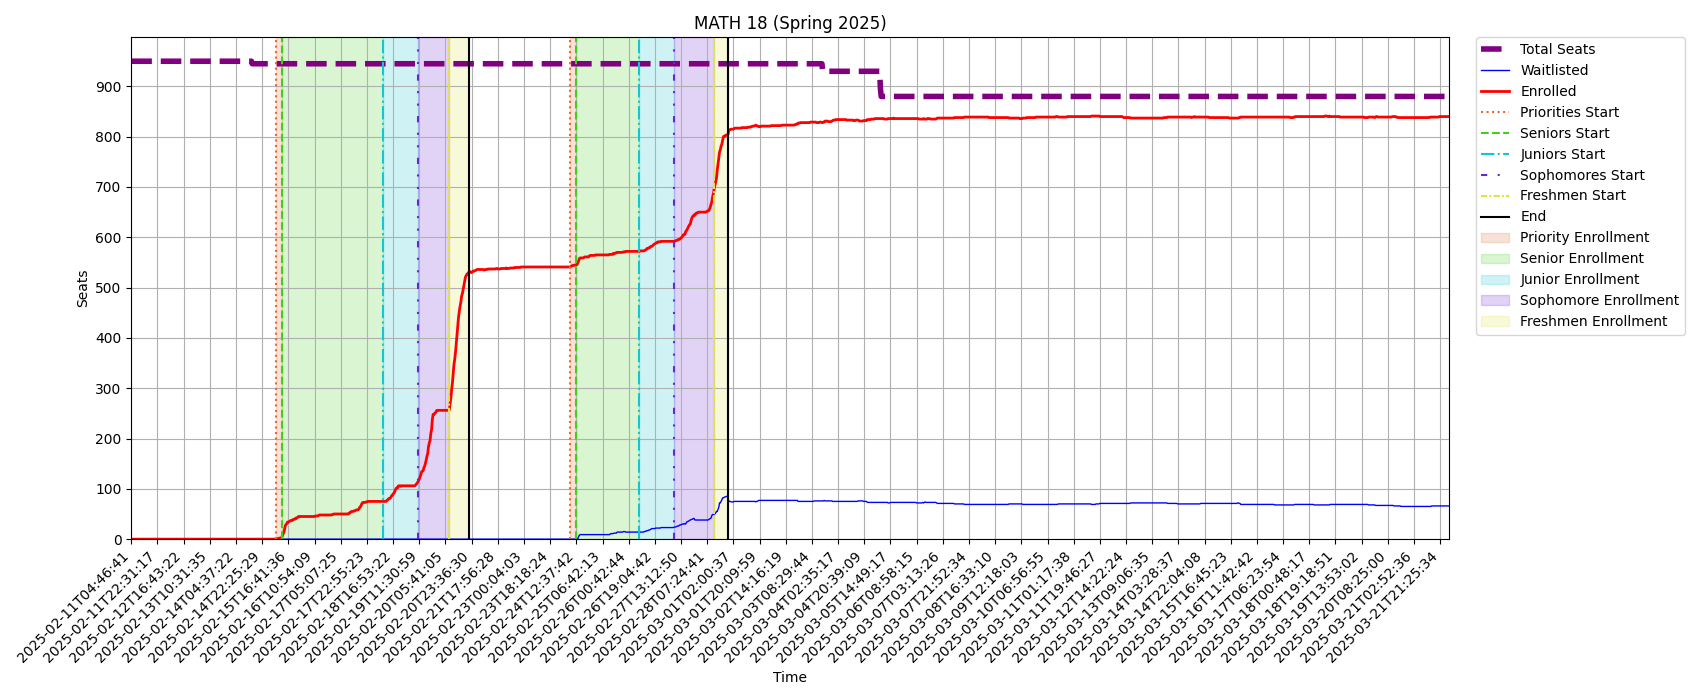 MATH 18 (Spring 2025)
Seats
900
800
700
600
500
400
300
200
100
0
2025-02-11T04:46:41
2025-02-11T22:31:17
2025-02-12T16:43:22
2025-02-13T10:31:35
2025-02-14T04:37:22
2025-02-14T22:25:29
2025-02-15T16:41:36
2025-02-16T10:54:09
2025-02-17T05:07:25
2025-02-17T22:55:23
2025-02-18T16:53:22
2025-02-19T11:30:59
2025-02-20T05:41:05
2025-02-20T23:36:30
2025-02-21T17:56:28
2025-02-23T00:04:03
2025-02-23T18:18:24
2025-02-24T12:37:42
2025-02-25T06:42:13
2025-02-26T00:42:44
2025-02-26T19:04:42
2025-02-27T13:12:50
2025-02-28T07:24:41
2025-03-01T02:00:37
2025-03-01T20:09:59
2025-03-02T14:16:19
2025-03-03T08:29:44
2025-03-04T02:35:17
2025-03-04T20:39:09
2025-03-05T14:49:17
2025-03-06T08:58:15
2025-03-07T03:13:26
2025-03-07T21:52:34
2025-03-08T16:33:10
2025-03-09T12:18:03
2025-03-10T06:56:55
2025-03-11T01:17:38
2025-03-11T19:46:27
2025-03-12T14:22:24
2025-03-13T09:06:35
2025-03-14T03:28:37
2025-03-14T22:04:08
2025-03-15T16:45:23
2025-03-16T11:42:42
2025-03-17T06:23:54
2025-03-18T00:48:17
2025-03-18T19:18:51
2025-03-19T13:53:02
2025-03-20T08:25:00
2025-03-21T02:52:36
2025-03-21T21:25:34
Time
Total Seats
Waitlisted
Enrolled
Priorities Start
Seniors Start
Juniors Start
Sophomores Start
Freshmen Start
End
Priority Enrollment
Senior Enrollment
Junior Enrollment
Sophomore Enrollment
Freshmen Enrollment